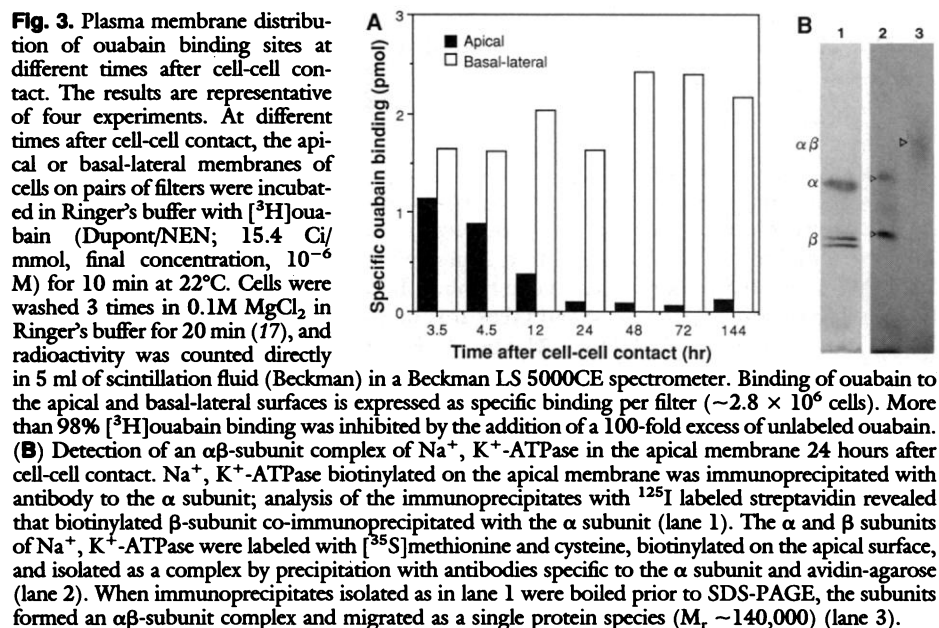 Fig. 3. Plasma membrane distribu-
tion of ouabain binding sites at
different times after cell-cell con-
tact. The results are representative
of four experiments. At different
times after cell-cell contact, the api-
cal or basal-lateral membranes of
cells on pairs of filters were incubat-
ed in Ringer's buffer with [³H]oua-
bain (Dupont/NEN; 15.4 Ci/
mmol, final concentration, 10⁻⁶
M) for 10 min at 22°C. Cells were
washed 3 times in 0.1M MgCl₂ in
Ringer's buffer for 20 min (17), and
radioactivity was counted directly
in 5 ml of scintillation fluid (Beckman) in a Beckman LS 5000CE spectrometer. Binding of ouabain to
the apical and basal-lateral surfaces is expressed as specific binding per filter (~2.8 × 10⁶ cells). More
than 98% [³H]ouabain binding was inhibited by the addition of a 100-fold excess of unlabeled ouabain.
(B) Detection of an αβ-subunit complex of Na⁺, K⁺-ATPase in the apical membrane 24 hours after
cell-cell contact. Na⁺, K⁺-ATPase biotinylated on the apical membrane was immunoprecipitated with
antibody to the α subunit; analysis of the immunoprecipitates with ¹²⁵I labeled streptavidin revealed
that biotinylated β-subunit co-immunoprecipitated with the α subunit (lane 1). The α and β subunits
of Na⁺, K⁺-ATPase were labeled with [³⁵S]methionine and cysteine, biotinylated on the apical surface,
and isolated as a complex by precipitation with antibodies specific to the α subunit and avidin-agarose
(lane 2). When immunoprecipitates isolated as in lane 1 were boiled prior to SDS-PAGE, the subunits
formed an αβ-subunit complex and migrated as a single protein species (Mᵣ ~140,000) (lane 3).
A
Specific ouabain binding (pmol)
3
2
1
0
Apical
Basal-lateral
3.5 4.5 12 24 48 72 144
Time after cell-cell contact (hr)
B
1 2 3
αβ
α
β